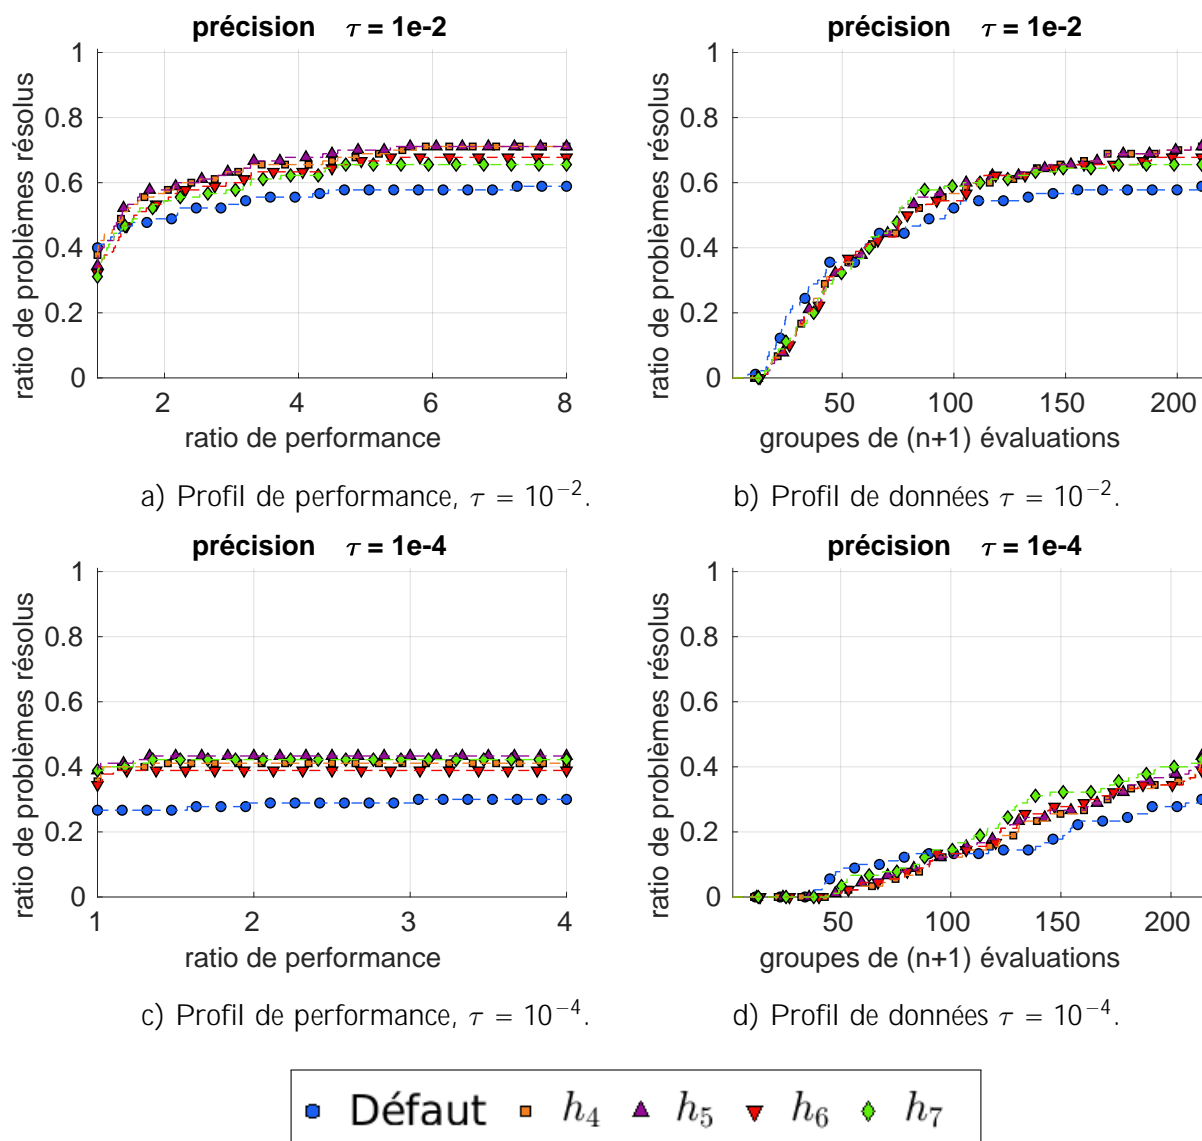 précision τ = 1e-2
1
0.8
0.6
0.4
0.2
0
2 4 6 8
ratio de problèmes résolus
ratio de performance
a) Profil de performance, τ = 10⁻².
précision τ = 1e-2
1
0.8
0.6
0.4
0.2
0
50 100 150 200
ratio de problèmes résolus
groupes de (n+1) évaluations
b) Profil de données τ = 10⁻².
précision τ = 1e-4
1
0.8
0.6
0.4
0.2
0
1 2 3 4
ratio de problèmes résolus
ratio de performance
c) Profil de performance, τ = 10⁻⁴.
précision τ = 1e-4
1
0.8
0.6
0.4
0.2
0
50 100 150 200
ratio de problèmes résolus
groupes de (n+1) évaluations
d) Profil de données τ = 10⁻⁴.
Défaut h₄ h₅ h₆ h₇